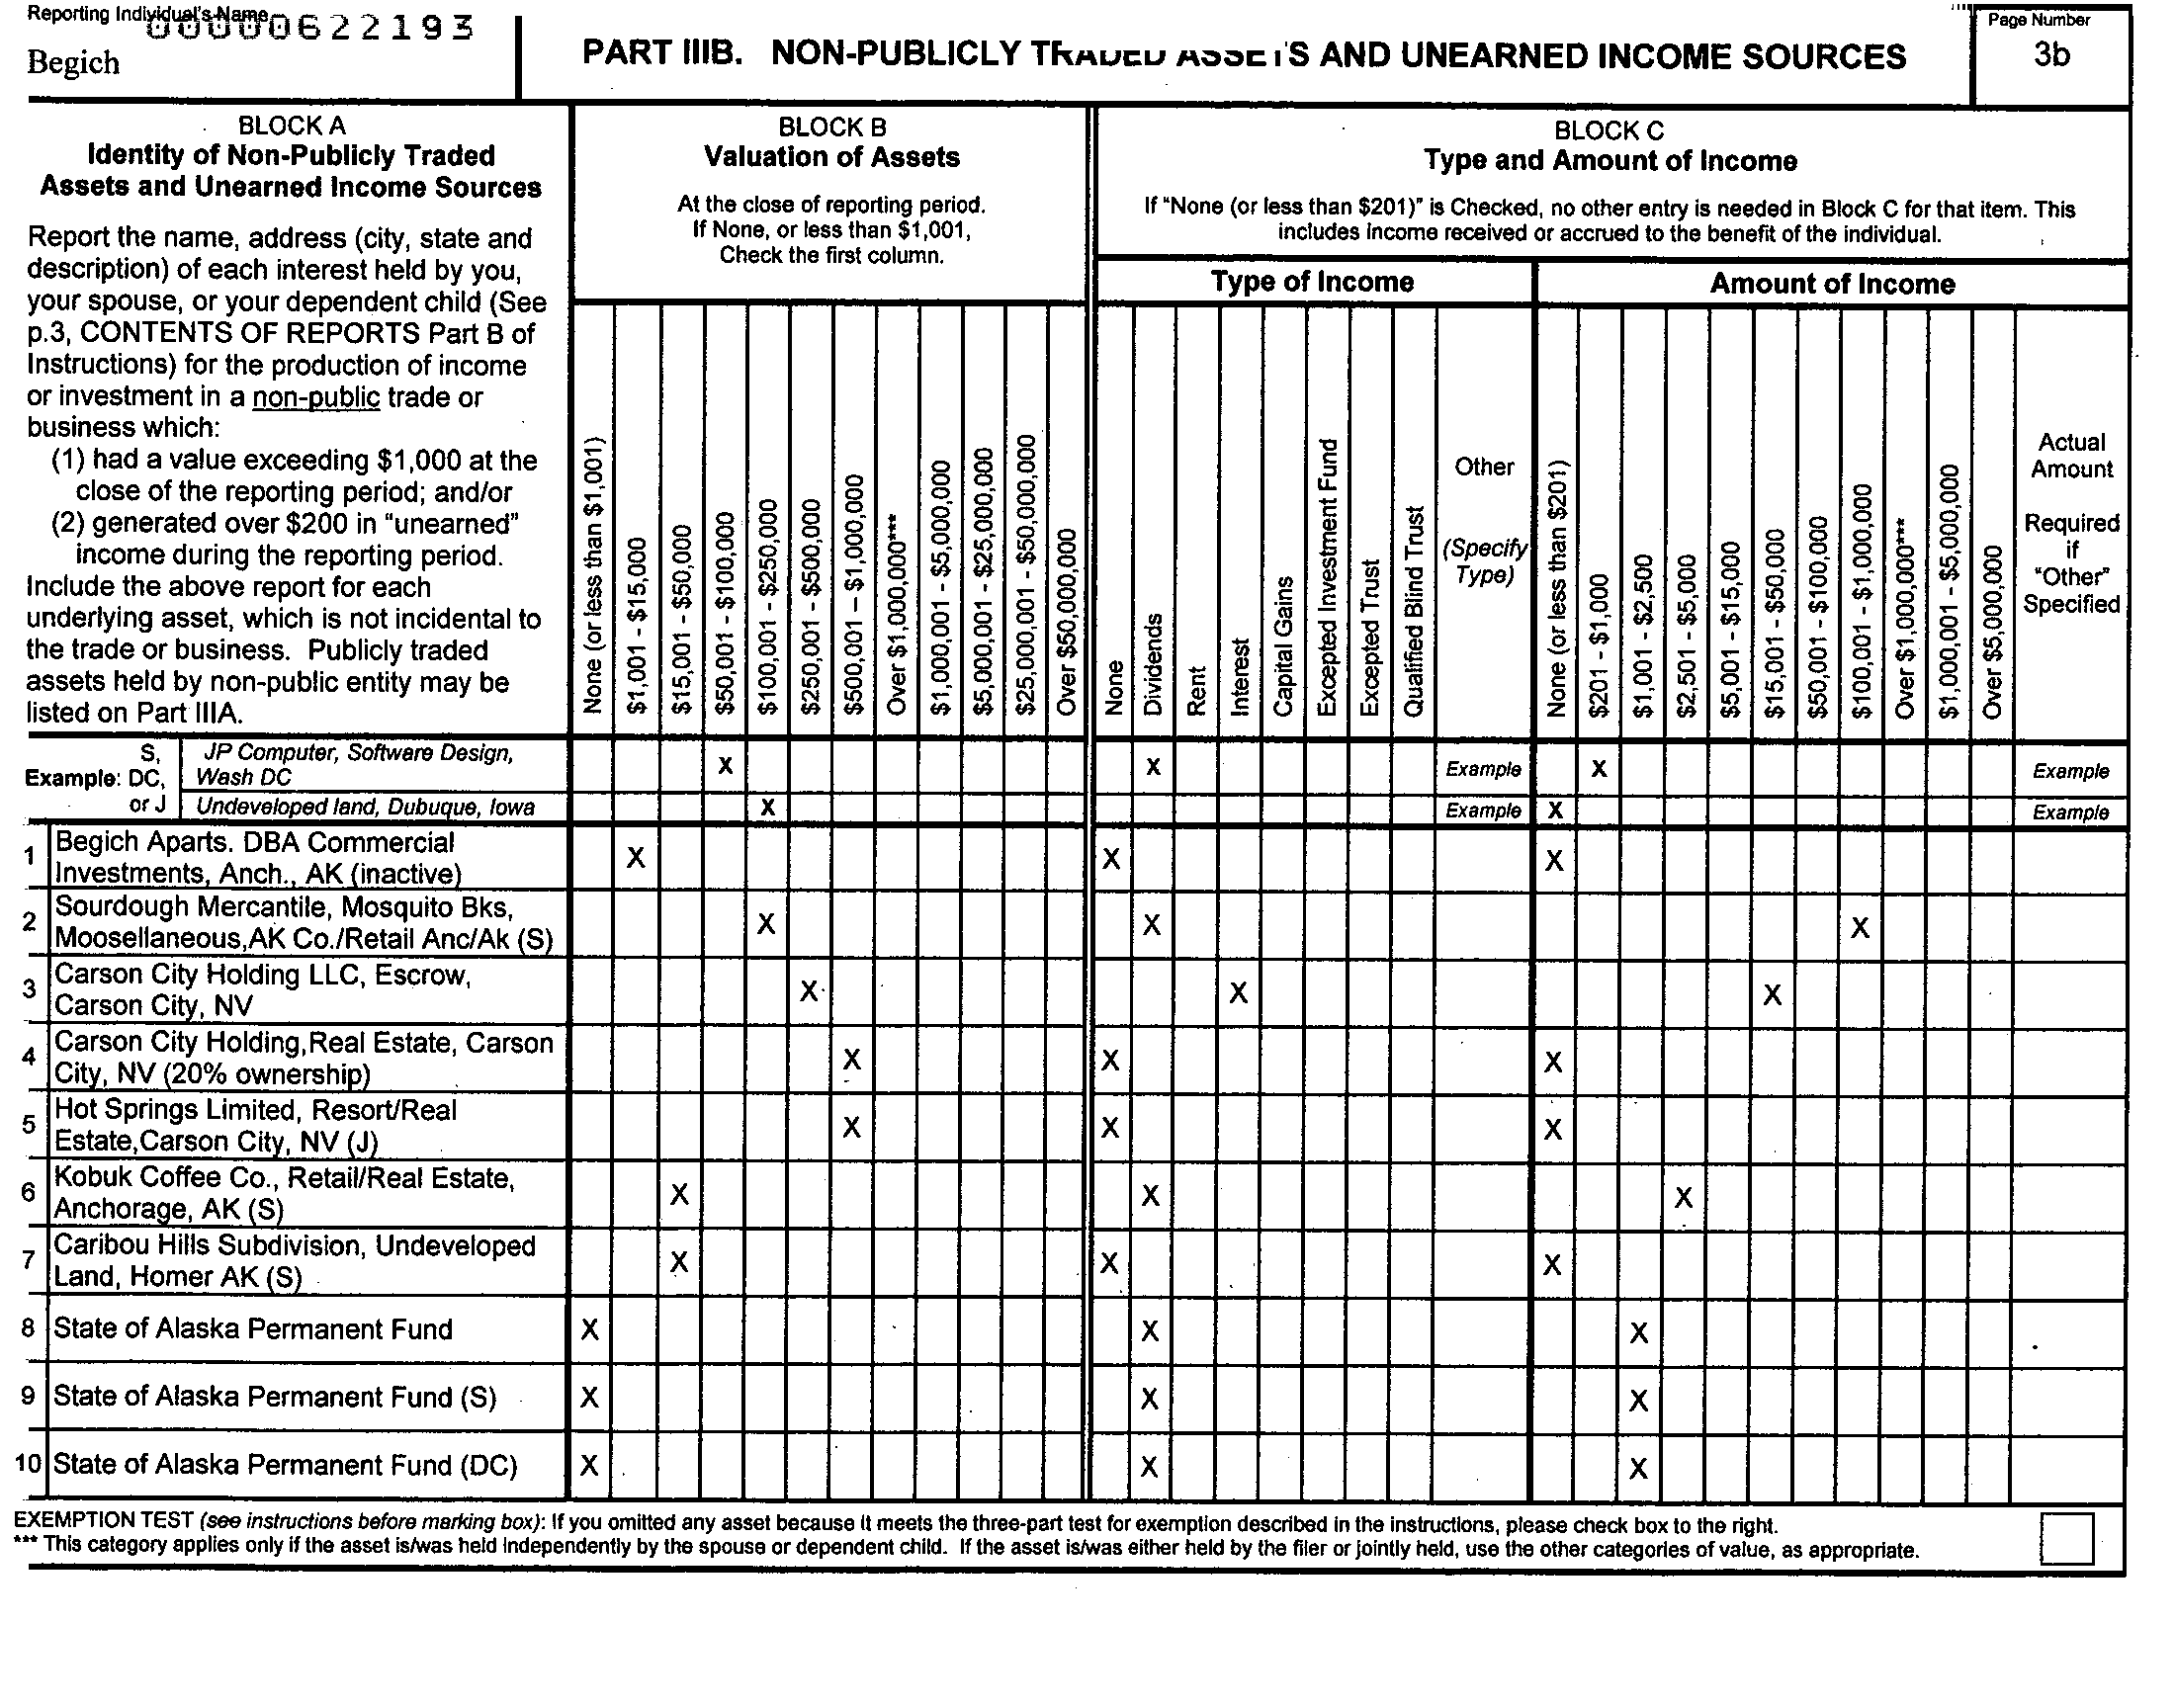 Reporting Individual's Name
00000622193
Begich
PART IIIB. NON-PUBLICLY TRADED ASSETS AND UNEARNED INCOME SOURCES
Page Number
3b
BLOCK A
Identity of Non-Publicly Traded
Assets and Unearned Income Sources
Report the name, address (city, state and
description) of each interest held by you,
your spouse, or your dependent child (See
p.3, CONTENTS OF REPORTS Part B of
Instructions) for the production of income
or investment in a non-public trade or
business which:
(1) had a value exceeding $1,000 at the
close of the reporting period; and/or
(2) generated over $200 in "unearned"
income during the reporting period.
Include the above report for each
underlying asset, which is not incidental to
the trade or business. Publicly traded
assets held by non-public entity may be
listed on Part IIIA.
BLOCK B
Valuation of Assets
At the close of reporting period.
If None, or less than $1,001,
Check the first column.
None (or less than $1,001)
$1,001 - $15,000
$15,001 - $50,000
$50,001 - $100,000
$100,001 - $250,000
$250,001 - $500,000
$500,001 – $1,000,000
Over $1,000,000***
$1,000,001 - $5,000,000
$5,000,001 - $25,000,000
$25,000,001 - $50,000,000
Over $50,000,000
BLOCK C
Type and Amount of Income
If "None (or less than $201)" is Checked, no other entry is needed in Block C for that item. This
includes income received or accrued to the benefit of the individual.
Type of Income
None
Dividends
Rent
Interest
Capital Gains
Excepted Investment Fund
Excepted Trust
Qualified Blind Trust
Other
(Specify
Type)
Amount of Income
None (or less than $201)
$201 - $1,000
$1,001 - $2,500
$2,501 - $5,000
$5,001 - $15,000
$15,001 - $50,000
$50,001 - $100,000
$100,001 - $1,000,000
Over $1,000,000***
$1,000,001 - $5,000,000
Over $5,000,000
Actual
Amount
Required
if
"Other"
Specified
Example:
S,
DC,
or J
JP Computer, Software Design,
Wash DC
X X Example X Example
Undeveloped land, Dubuque, Iowa X Example X Example
1 Begich Aparts. DBA Commercial
Investments, Anch., AK (inactive)
X X X
2 Sourdough Mercantile, Mosquito Bks,
Moosellaneous,AK Co./Retail Anc/Ak (S)
X X X
3 Carson City Holding LLC, Escrow,
Carson City, NV
X X X
4 Carson City Holding,Real Estate, Carson
City, NV (20% ownership)
X X X
5 Hot Springs Limited, Resort/Real
Estate,Carson City, NV (J)
X X X
6 Kobuk Coffee Co., Retail/Real Estate,
Anchorage, AK (S)
X X X
7 Caribou Hills Subdivision, Undeveloped
Land, Homer AK (S)
X X X
8 State of Alaska Permanent Fund X X X
9 State of Alaska Permanent Fund (S) X X X
10 State of Alaska Permanent Fund (DC) X X X
EXEMPTION TEST (see instructions before marking box): If you omitted any asset because it meets the three-part test for exemption described in the instructions, please check box to the right.
*** This category applies only if the asset is/was held independently by the spouse or dependent child. If the asset is/was either held by the filer or jointly held, use the other categories of value, as appropriate.